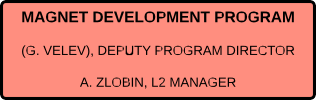 MAGNET DEVELOPMENT PROGRAM
(G. VELEV), DEPUTY PROGRAM DIRECTOR
A. ZLOBIN, L2 MANAGER